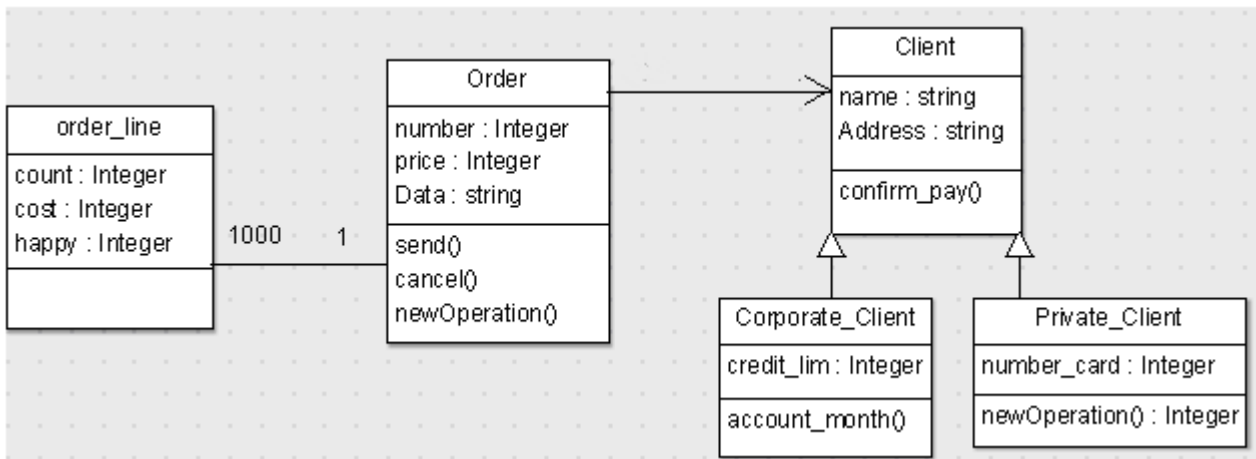 order_line
count : Integer
cost : Integer
happy : Integer
1000
1
Order
number : Integer
price : Integer
Data : string
send()
cancel()
newOperation()
Client
name : string
Address : string
confirm_pay()
Corporate_Client
credit_lim : Integer
account_month()
Private_Client
number_card : Integer
newOperation() : Integer